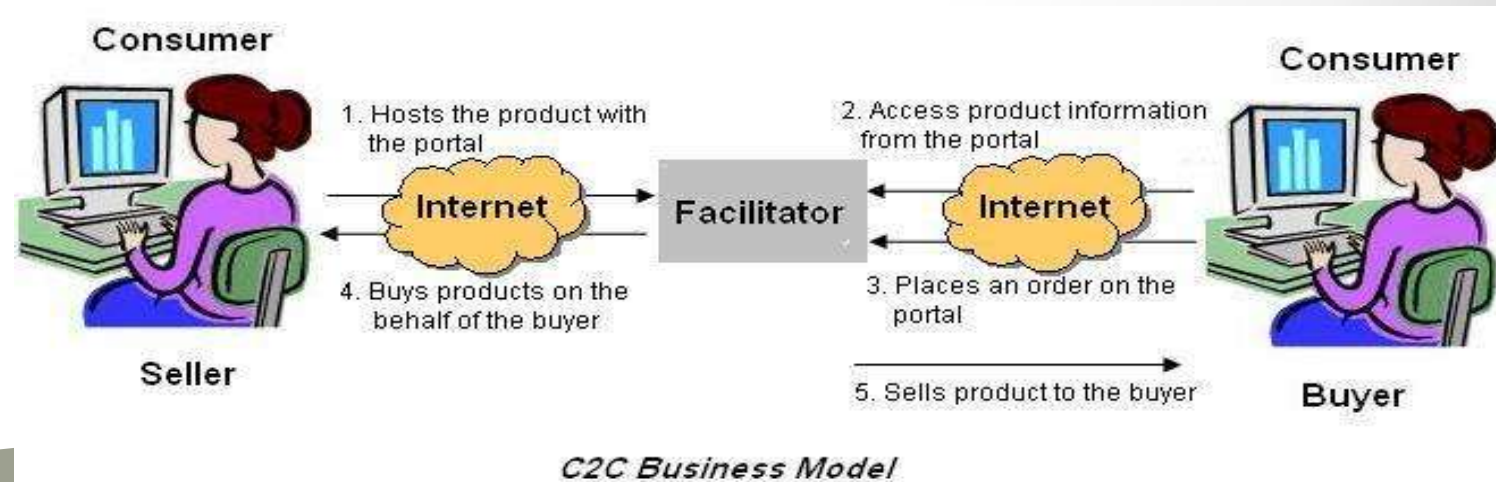 Consumer
Consumer
1. Hosts the product with
the portal
2. Access product information
from the portal
Internet
Facilitator
Internet
4. Buys products on the
behalf of the buyer
3. Places an order on the
portal
Seller
5. Sells product to the buyer
Buyer
C2C Business Model